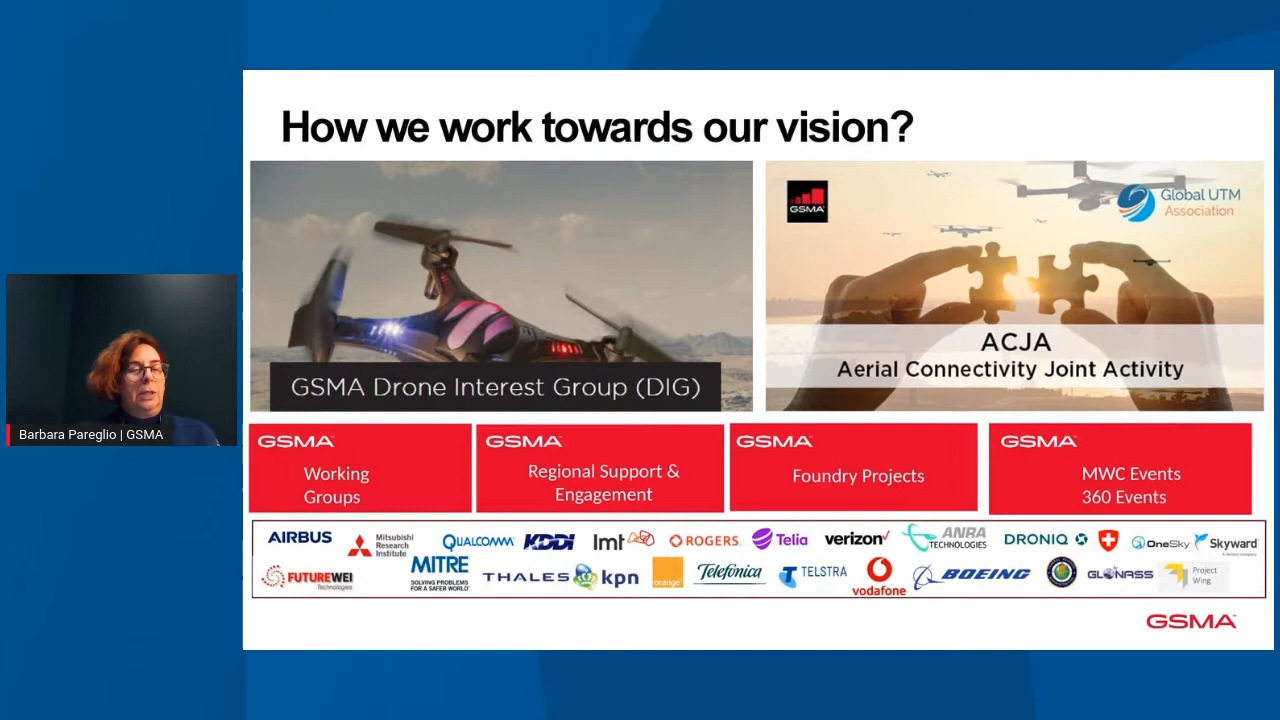 How we work towards our vision?
GSMA
Global UTM
Association
GSMA Drone Interest Group (DIG)
ACJA
Aerial Connectivity Joint Activity
Barbara Pareglio | GSMA
GSMA
Working
Groups
GSMA
Regional Support &
Engagement
GSMA
Foundry Projects
GSMA
MWC Events
360 Events
AIRBUS
Mitsubishi
Research
Institute
QUALCOMM
KDDI
lmt
ROGERS
Telia
verizon
ANRA
TECHNOLOGIES
DRONIQ
OneSky
Skyward
FUTUREWEI
Technologies
MITRE
SOLVING PROBLEMS
FOR A SAFER WORLD
THALES
kpn
orange
Telefónica
TELSTRA
vodafone
BOEING
GLONASS
Project
Wing
GSMA